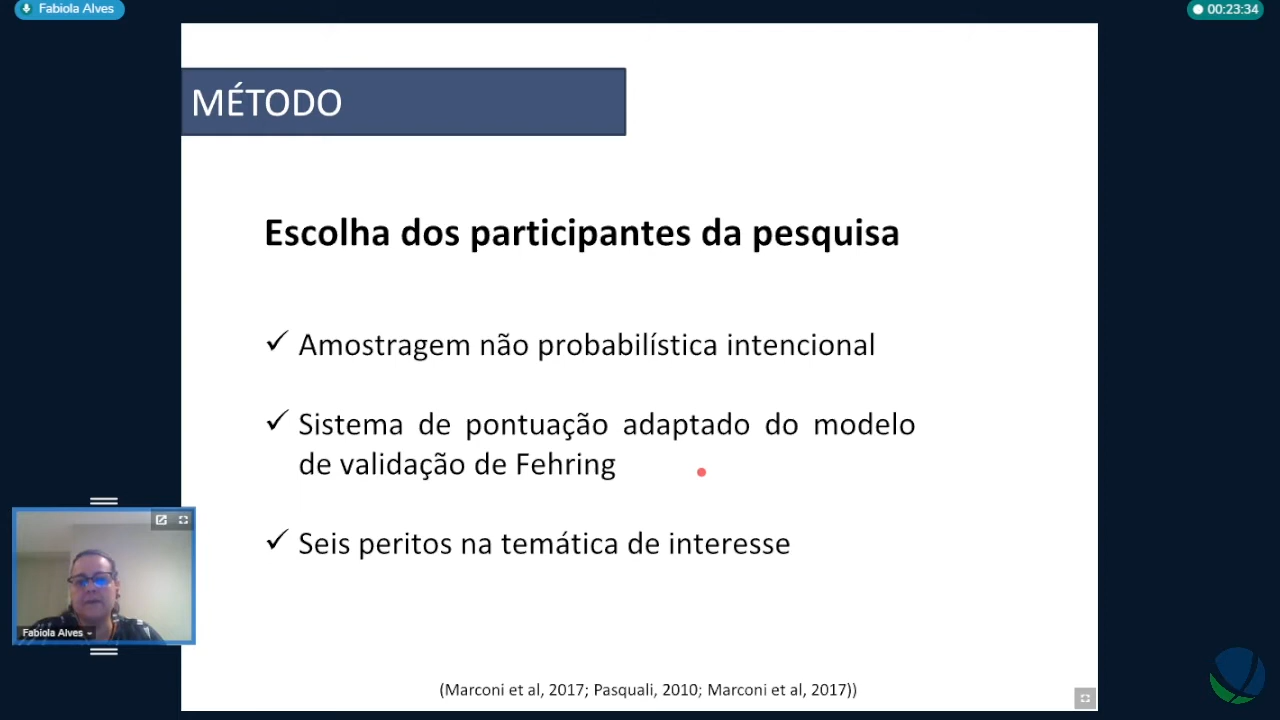 Fabiola Alves
00:23:34
MÉTODO
Escolha dos participantes da pesquisa
✓ Amostragem não probabilística intencional
✓ Sistema de pontuação adaptado do modelo
de validação de Fehring
✓ Seis peritos na temática de interesse
Fabiola Alves
(Marconi et al, 2017; Pasquali, 2010; Marconi et al, 2017))